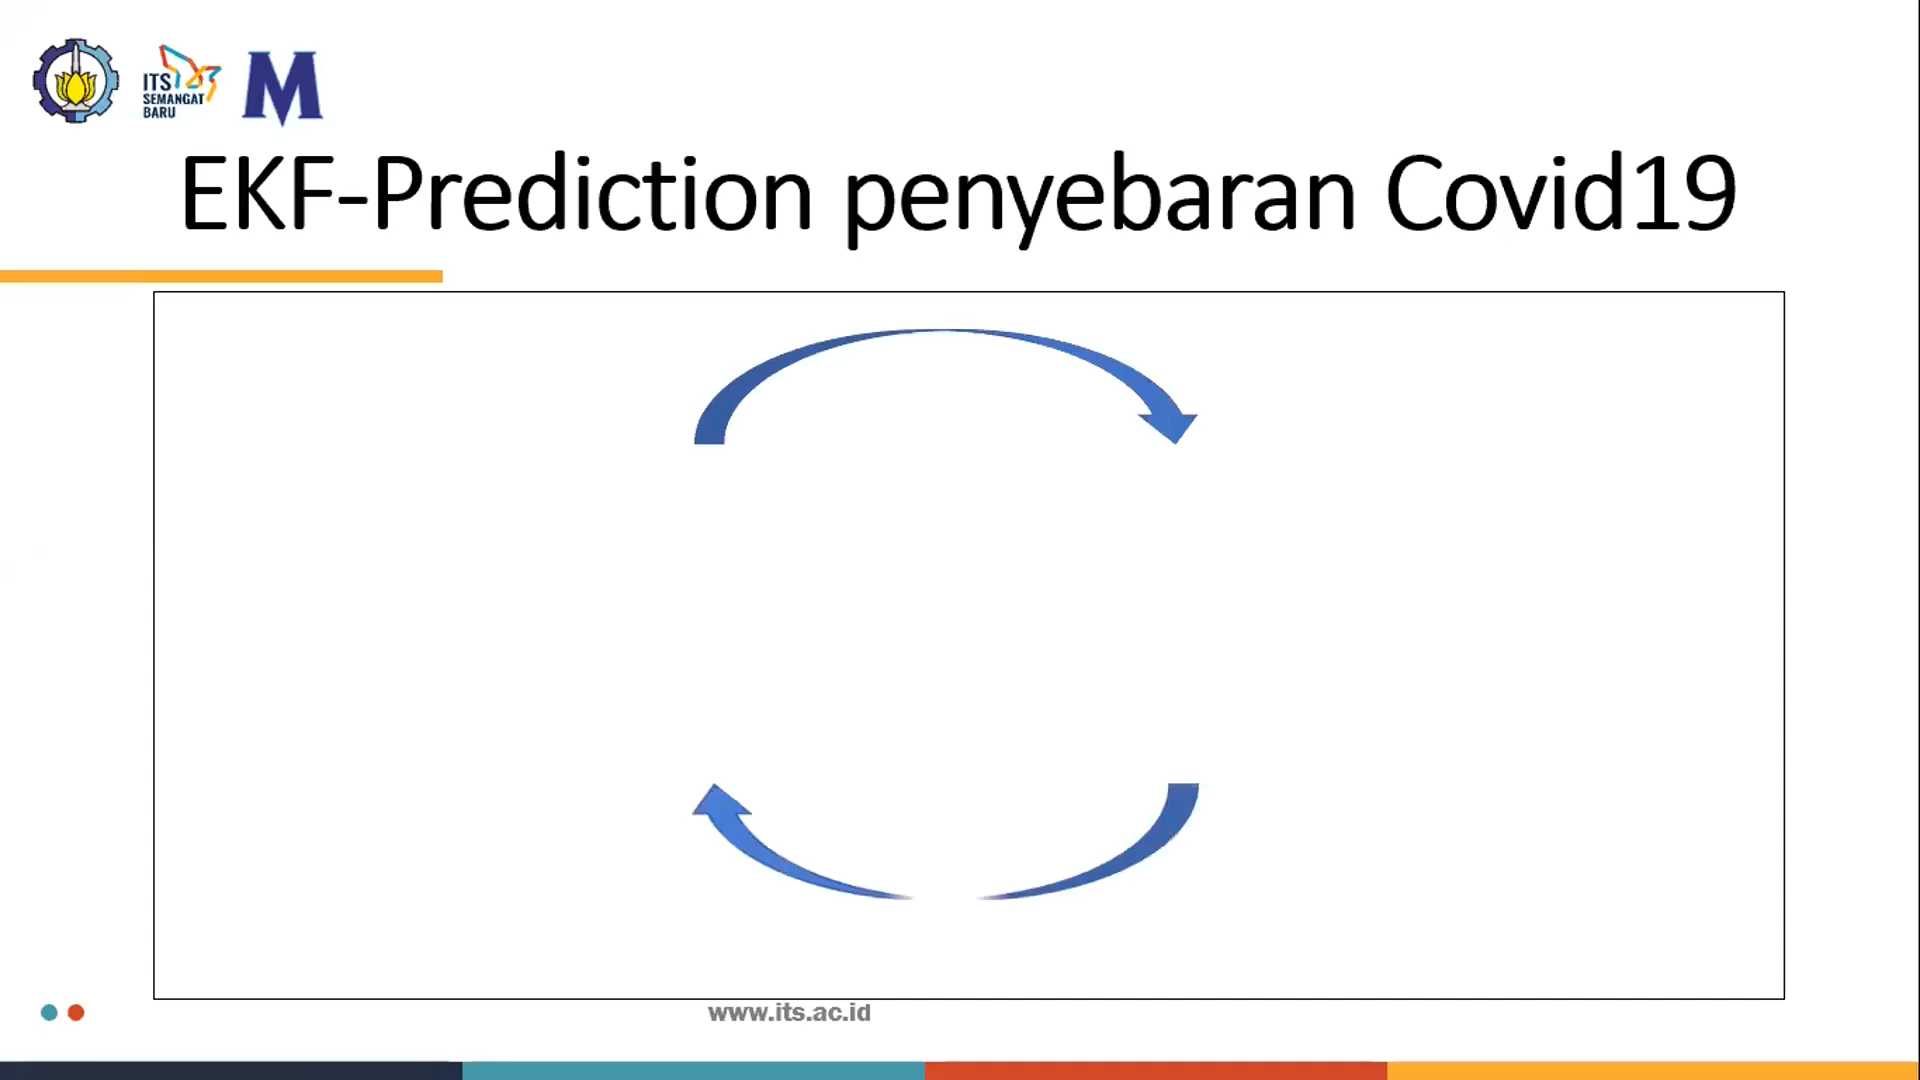 ITS
SEMANGAT
BARU
M
EKF-Prediction penyebaran Covid19
www.its.ac.id